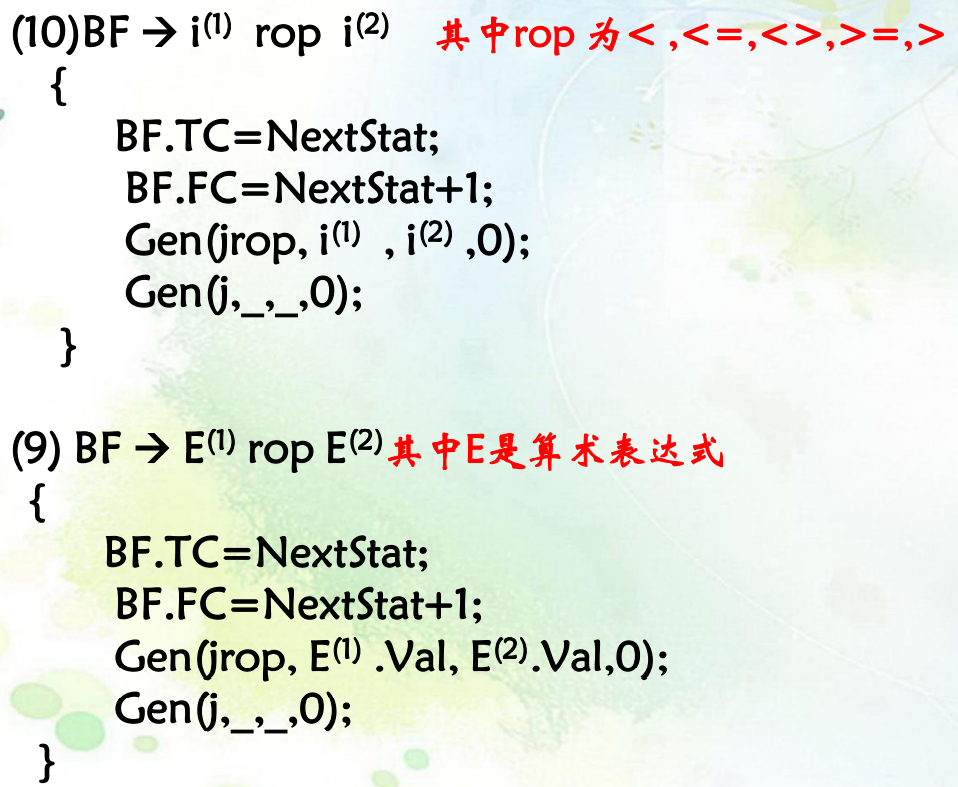 (10)BF → i⁽¹⁾ rop i⁽²⁾ 其中rop 为< ,<=,<>,>=,>
{
BF.TC=NextStat;
BF.FC=NextStat+1;
Gen(jrop, i⁽¹⁾ , i⁽²⁾ ,0);
Gen(j,_,_,0);
}
(9) BF → E⁽¹⁾ rop E⁽²⁾其中E是算术表达式
{
BF.TC=NextStat;
BF.FC=NextStat+1;
Gen(jrop, E⁽¹⁾ .Val, E⁽²⁾.Val,0);
Gen(j,_,_,0);
}